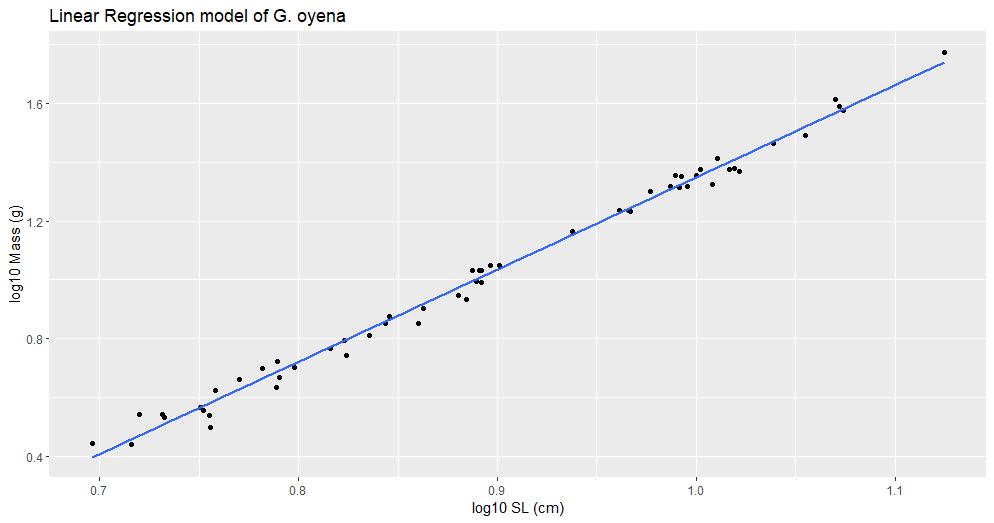 Linear Regression model of G. oyena
log10 Mass (g)
1.6
1.2
0.8
0.4
0.7 0.8 0.9 1.0 1.1
log10 SL (cm)